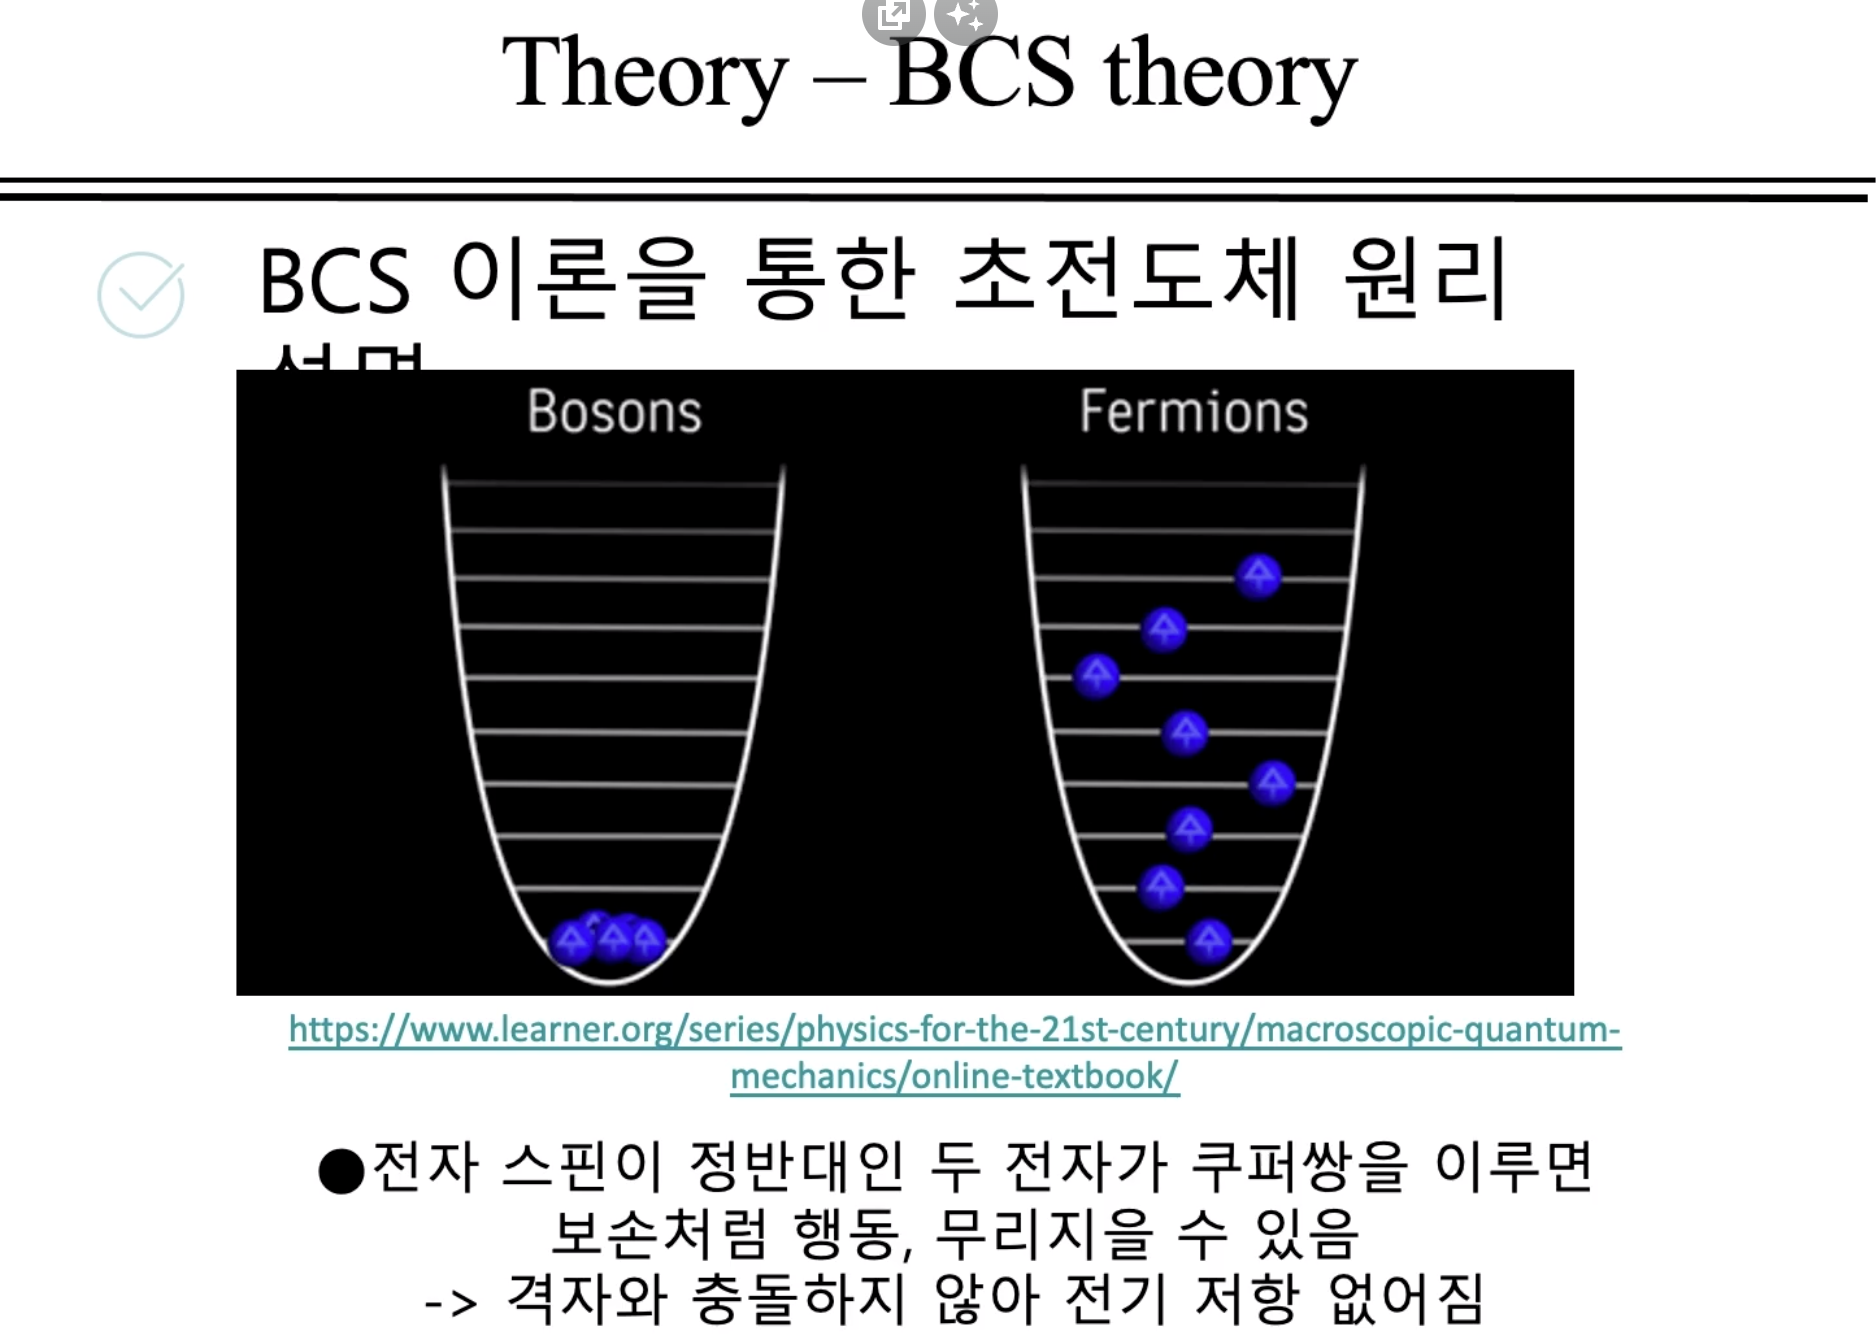 Theory – BCS theory
BCS 이론을 통한 초전도체 원리
Bosons
Fermions
https://www.learner.org/series/physics-for-the-21st-century/macroscopic-quantum-
mechanics/online-textbook/
●전자 스핀이 정반대인 두 전자가 쿠퍼쌍을 이루면
보손처럼 행동, 무리지을 수 있음
-> 격자와 충돌하지 않아 전기 저항 없어짐